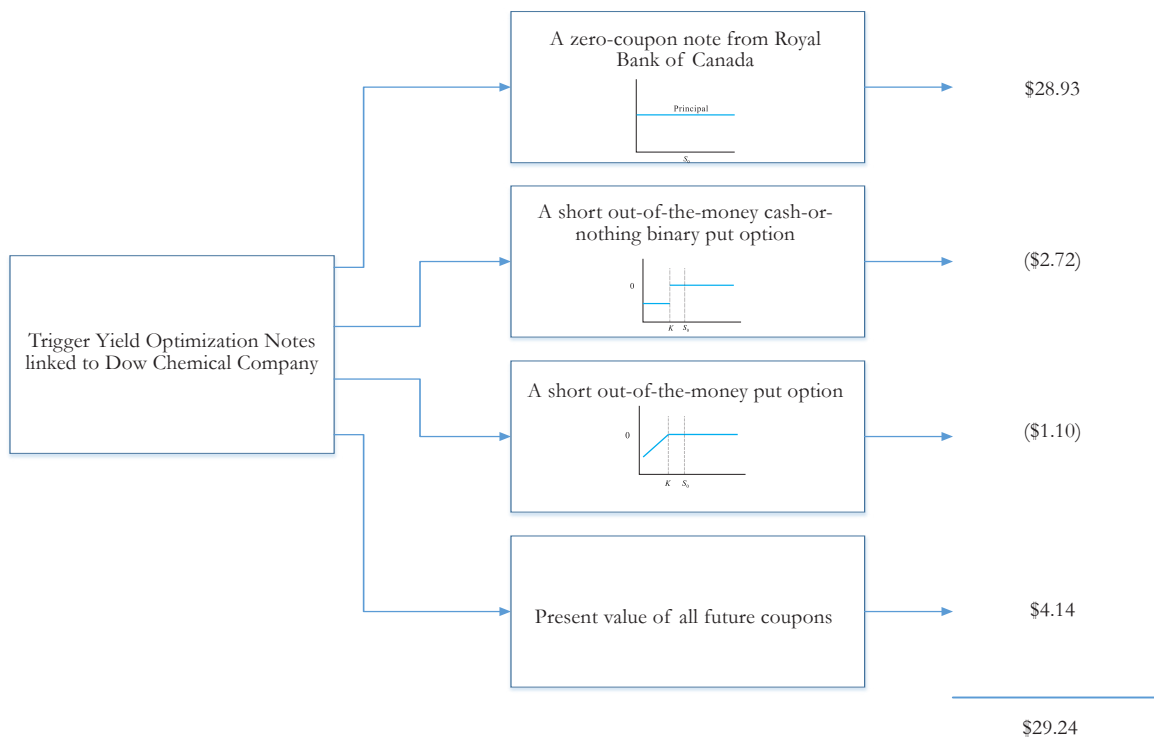 A zero-coupon note from Royal
Bank of Canada
Principal
S₀
$28.93
A short out-of-the-money cash-or-
nothing binary put option
0
K
S₀
($2.72)
Trigger Yield Optimization Notes
linked to Dow Chemical Company
A short out-of-the-money put option
0
K
S₀
($1.10)
Present value of all future coupons
$4.14
$29.24